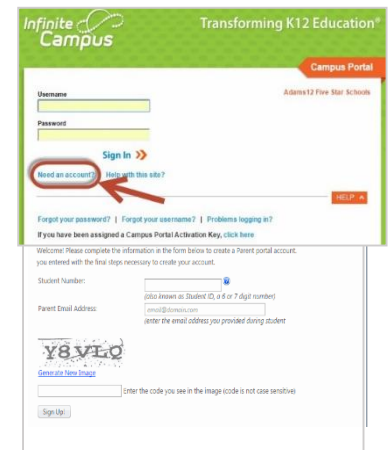 Infinite
Campus
Transforming K12 Education®
Campus Portal
Adams12 Five Star Schools
Username
Password
Sign In >>
Need an account?
Help with this site?
HELP
Forgot your password? | Forgot your username? | Problems logging in?
If you have been assigned a Campus Portal Activation Key, click here
Welcome! Please complete the information in the form below to create a Parent portal account.
you entered with the final steps necessary to create your account.
Student Number:
(also known as Student ID, a 6 or 7 digit number)
Parent Email Address:
email@domain.com
(enter the email address you provided during student
Y8VLQ
Generate New Image
Enter the code you see in the image (code is not case sensitive)
Sign Up!